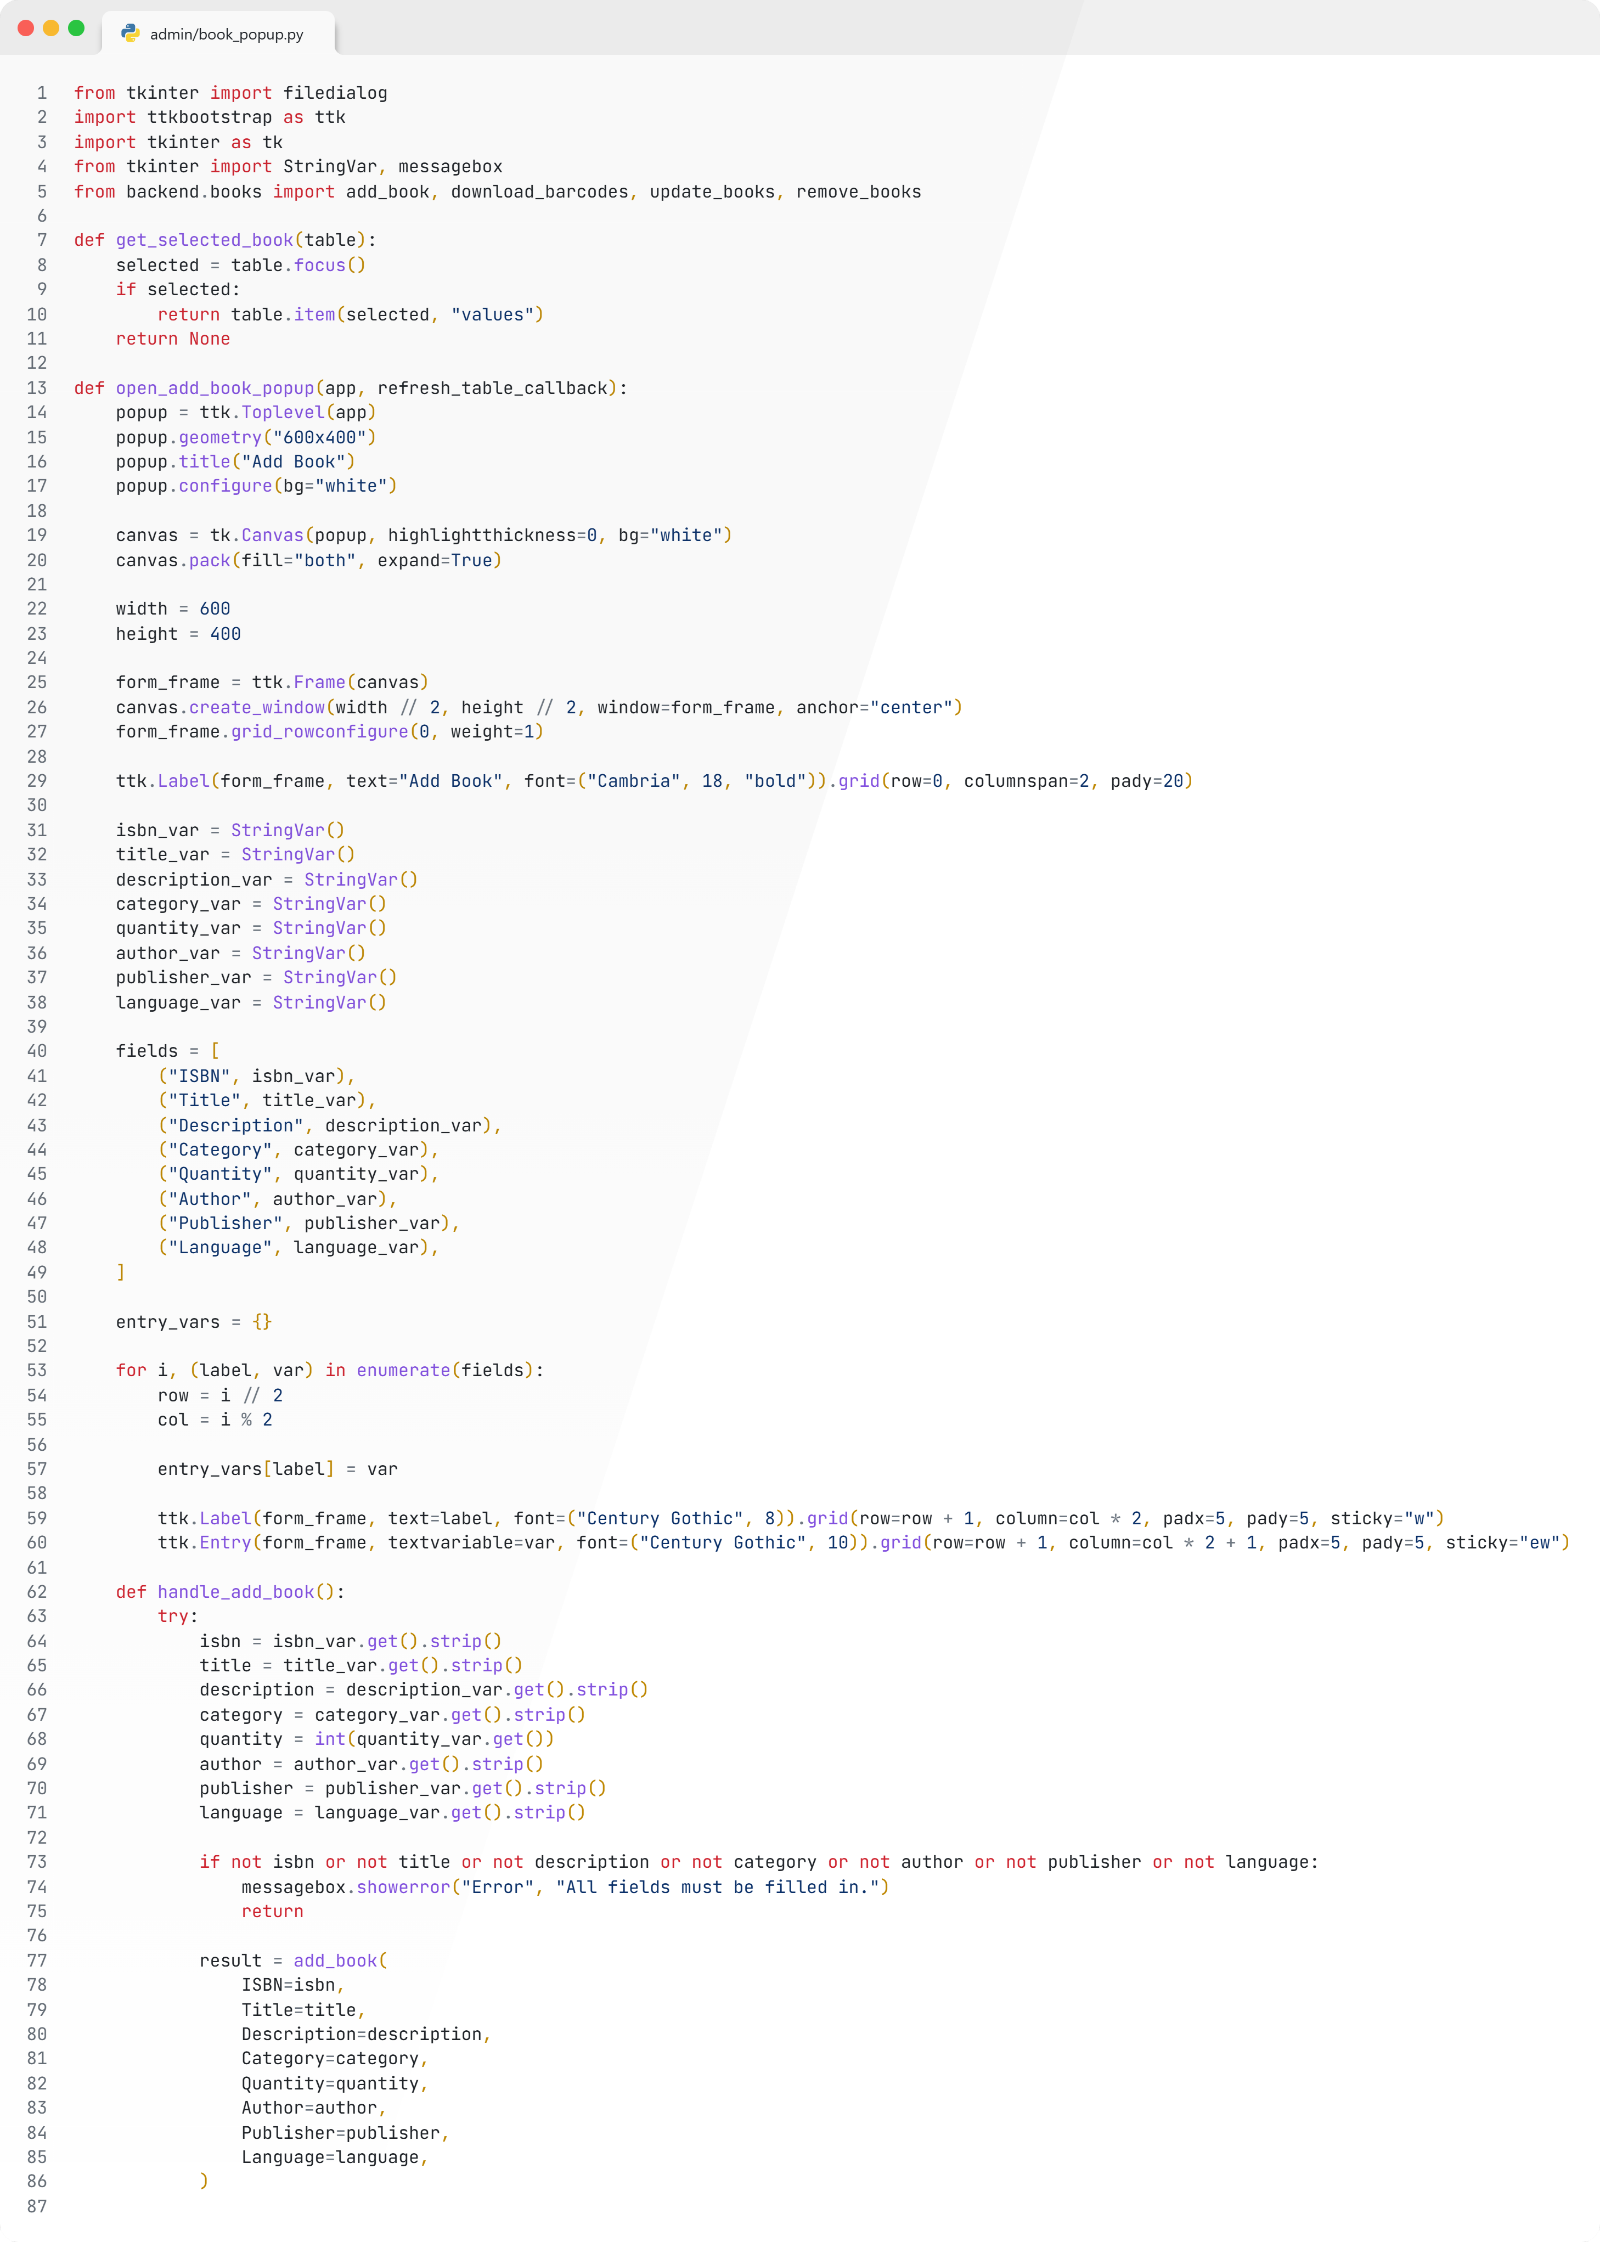 admin/book_popup.py
1 from tkinter import filedialog
2 import ttkbootstrap as ttk
3 import tkinter as tk
4 from tkinter import StringVar, messagebox
5 from backend.books import add_book, download_barcodes, update_books, remove_books
6
7 def get_selected_book(table):
8     selected = table.focus()
9     if selected:
10         return table.item(selected, "values")
11     return None
12
13 def open_add_book_popup(app, refresh_table_callback):
14     popup = ttk.Toplevel(app)
15     popup.geometry("600x400")
16     popup.title("Add Book")
17     popup.configure(bg="white")
18
19     canvas = tk.Canvas(popup, highlightthickness=0, bg="white")
20     canvas.pack(fill="both", expand=True)
21
22     width = 600
23     height = 400
24
25     form_frame = ttk.Frame(canvas)
26     canvas.create_window(width // 2, height // 2, window=form_frame, anchor="center")
27     form_frame.grid_rowconfigure(0, weight=1)
28
29     ttk.Label(form_frame, text="Add Book", font=("Cambria", 18, "bold")).grid(row=0, columnspan=2, pady=20)
30
31     isbn_var = StringVar()
32     title_var = StringVar()
33     description_var = StringVar()
34     category_var = StringVar()
35     quantity_var = StringVar()
36     author_var = StringVar()
37     publisher_var = StringVar()
38     language_var = StringVar()
39
40     fields = [
41         ("ISBN", isbn_var),
42         ("Title", title_var),
43         ("Description", description_var),
44         ("Category", category_var),
45         ("Quantity", quantity_var),
46         ("Author", author_var),
47         ("Publisher", publisher_var),
48         ("Language", language_var),
49     ]
50
51     entry_vars = {}
52
53     for i, (label, var) in enumerate(fields):
54         row = i // 2
55         col = i % 2
56
57         entry_vars[label] = var
58
59         ttk.Label(form_frame, text=label, font=("Century Gothic", 8)).grid(row=row + 1, column=col * 2, padx=5, pady=5, sticky="w")
60         ttk.Entry(form_frame, textvariable=var, font=("Century Gothic", 10)).grid(row=row + 1, column=col * 2 + 1, padx=5, pady=5, sticky="ew")
61
62     def handle_add_book():
63         try:
64             isbn = isbn_var.get().strip()
65             title = title_var.get().strip()
66             description = description_var.get().strip()
67             category = category_var.get().strip()
68             quantity = int(quantity_var.get())
69             author = author_var.get().strip()
70             publisher = publisher_var.get().strip()
71             language = language_var.get().strip()
72
73             if not isbn or not title or not description or not category or not author or not publisher or not language:
74                 messagebox.showerror("Error", "All fields must be filled in.")
75                 return
76
77             result = add_book(
78                 ISBN=isbn,
79                 Title=title,
80                 Description=description,
81                 Category=category,
82                 Quantity=quantity,
83                 Author=author,
84                 Publisher=publisher,
85                 Language=language,
86             )
87